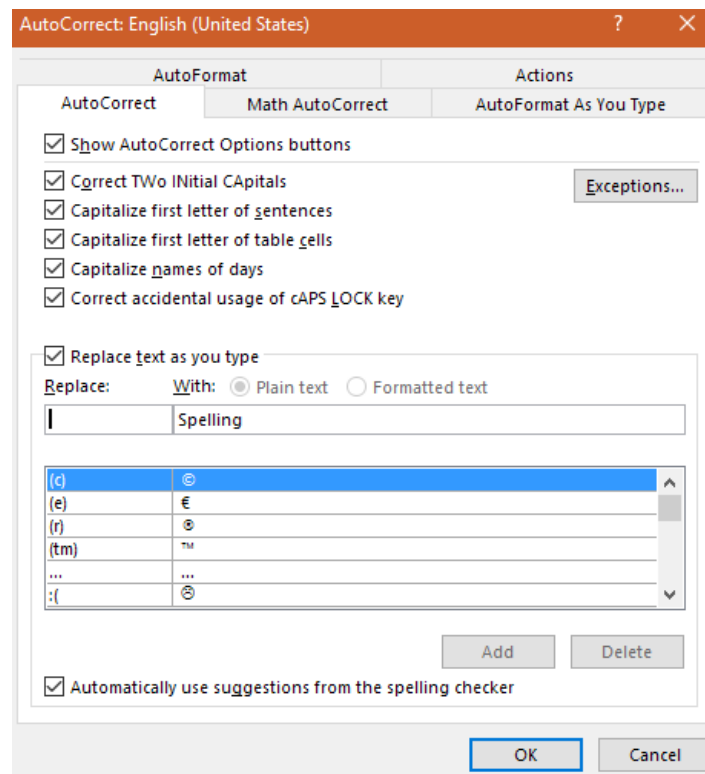 AutoCorrect: English (United States) ? ✕
AutoFormat Actions
AutoCorrect Math AutoCorrect AutoFormat As You Type
Show AutoCorrect Options buttons
Correct TWo INitial CApitals Exceptions...
Capitalize first letter of sentences
Capitalize first letter of table cells
Capitalize names of days
Correct accidental usage of cAPS LOCK key
Replace text as you type
Replace: With: Plain text Formatted text
Spelling
(c) ©
(e) €
(r) ®
(tm) ™
... ...
:( ☹
Add Delete
Automatically use suggestions from the spelling checker
OK Cancel